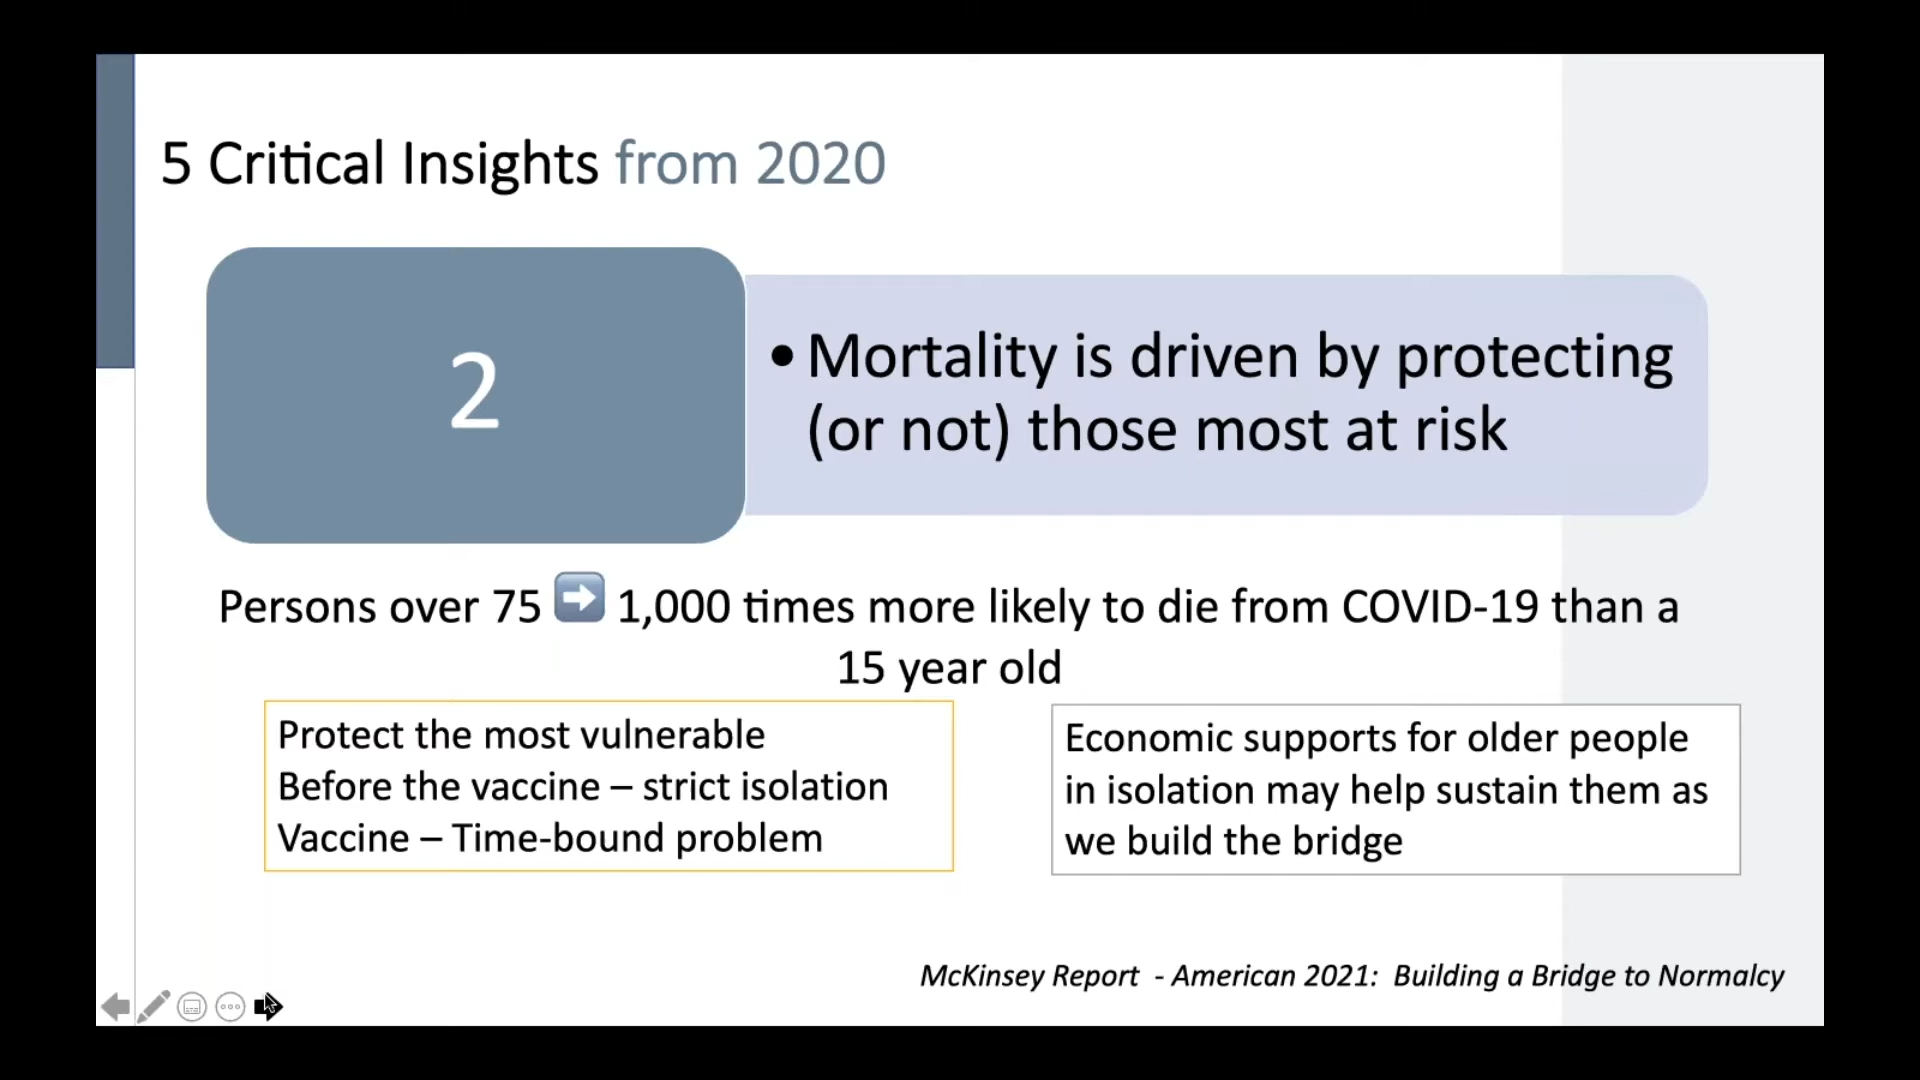 5 Critical Insights from 2020
2
• Mortality is driven by protecting
(or not) those most at risk
Persons over 75 ➡ 1,000 times more likely to die from COVID-19 than a
15 year old
Protect the most vulnerable
Before the vaccine – strict isolation
Vaccine – Time-bound problem
Economic supports for older people
in isolation may help sustain them as
we build the bridge
McKinsey Report - American 2021: Building a Bridge to Normalcy